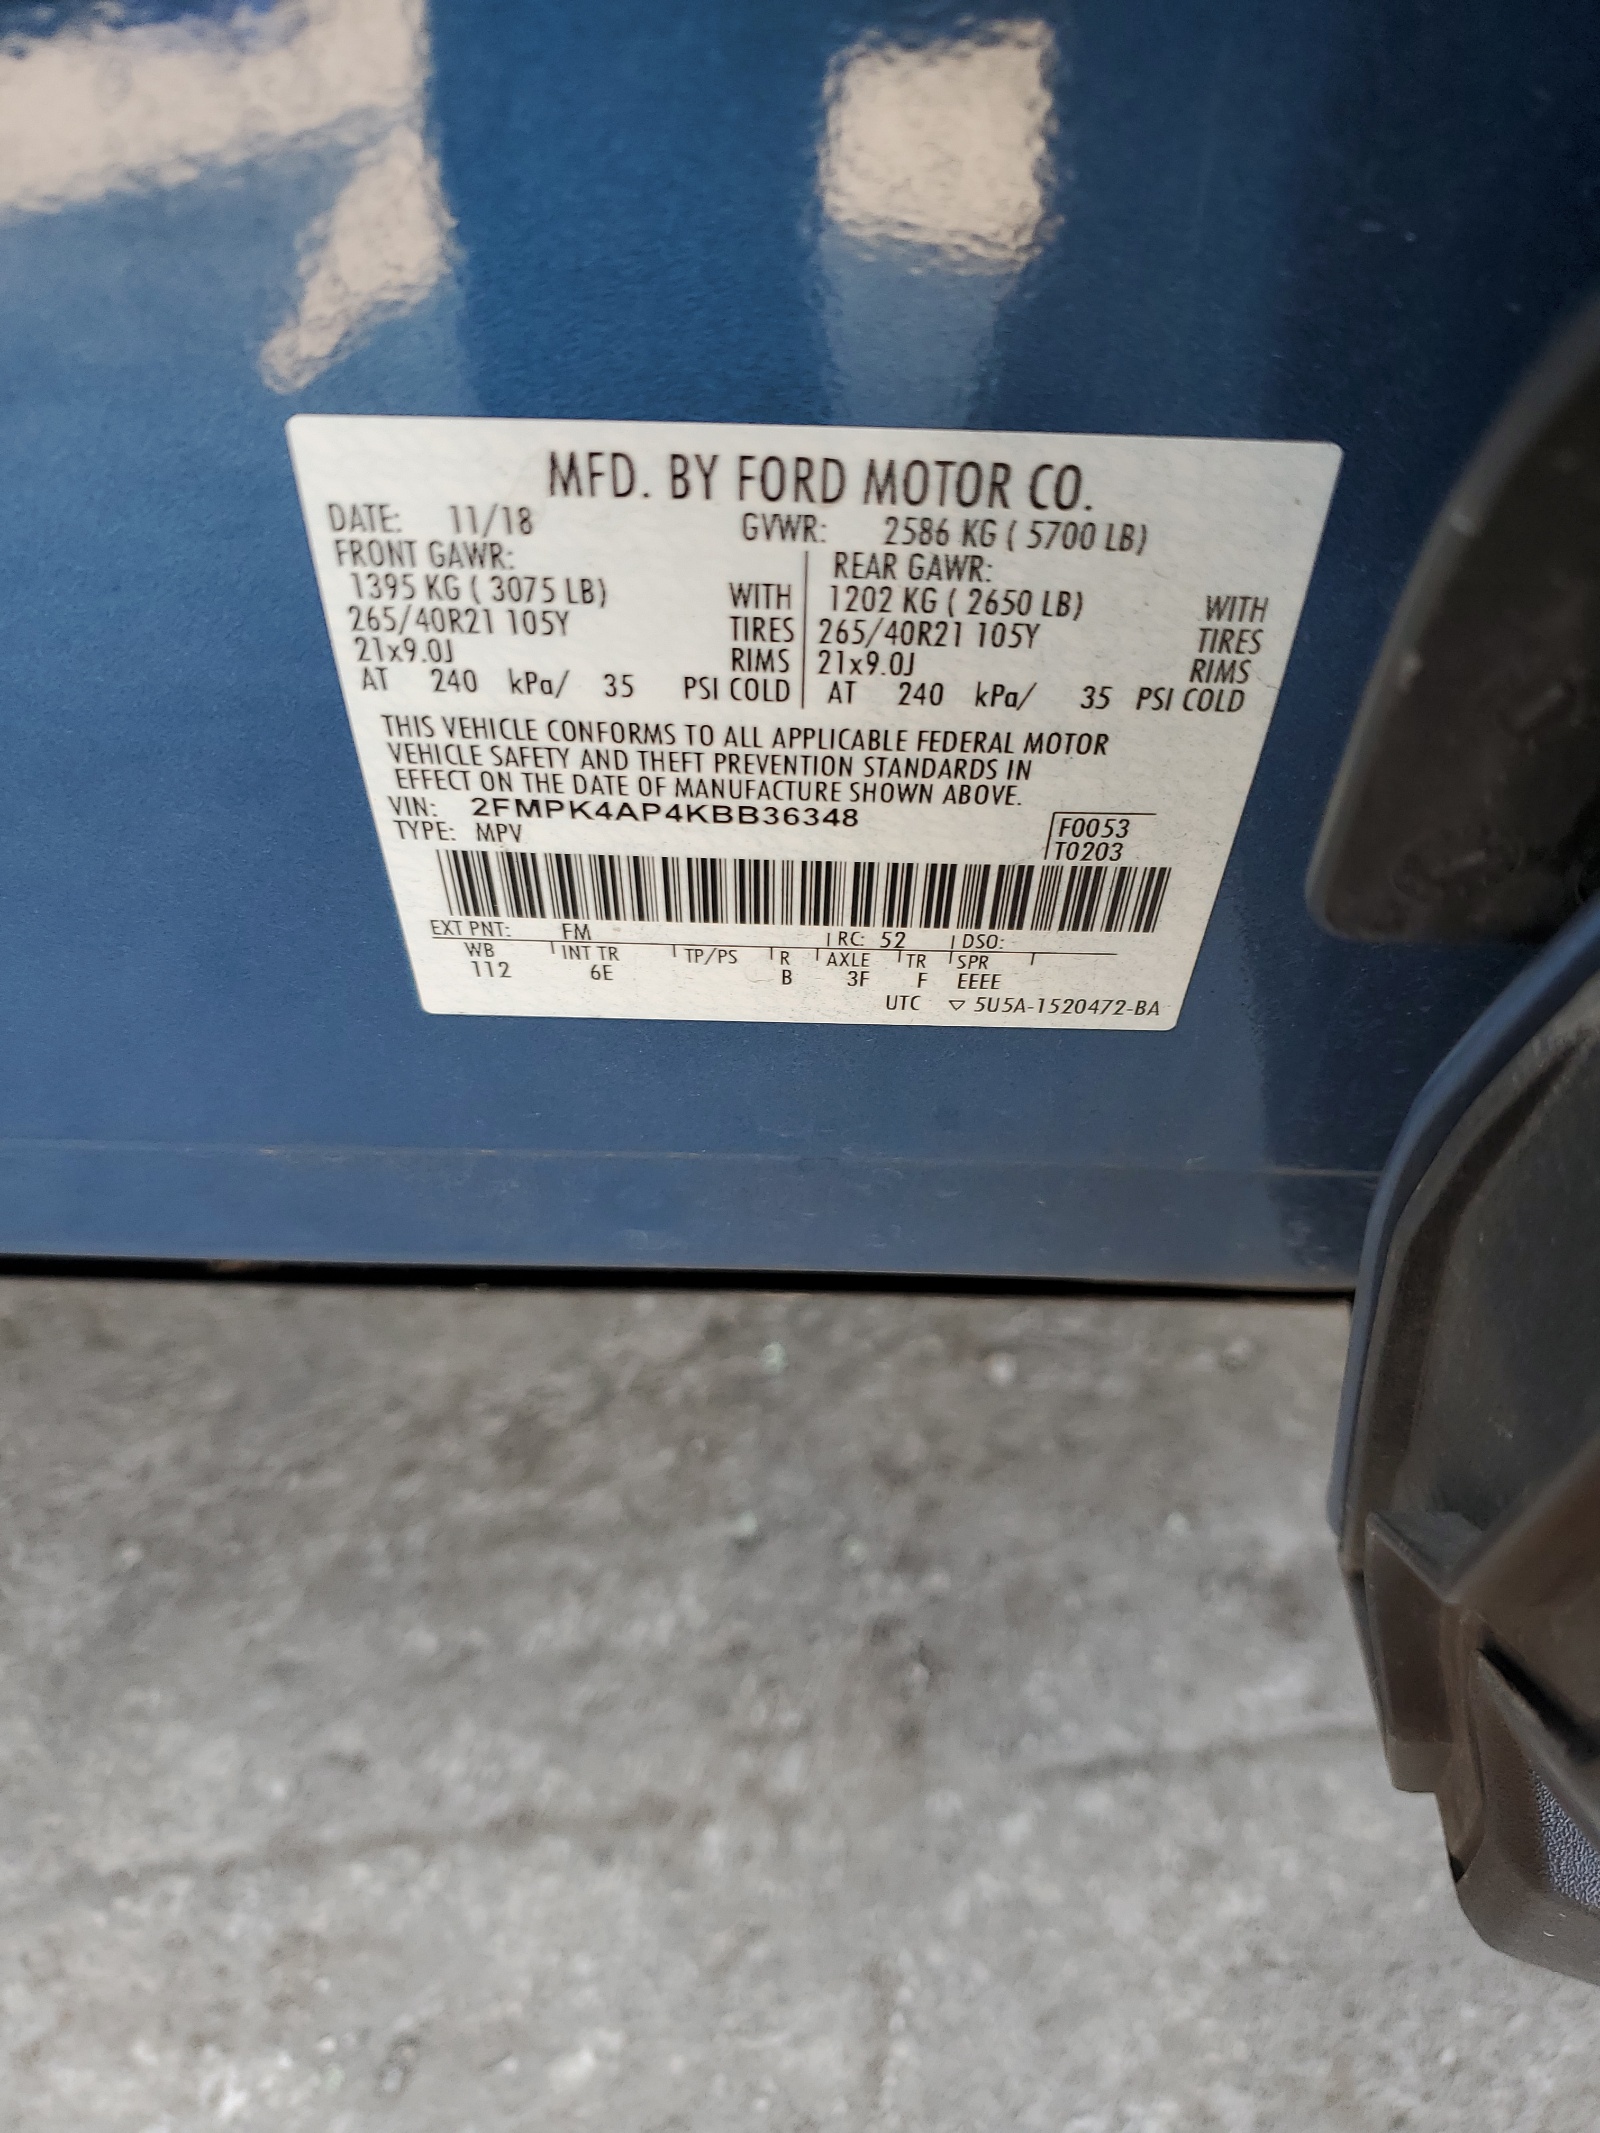 MFD. BY FORD MOTOR CO.
DATE: 11/18 GVWR: 2586 KG ( 5700 LB)
FRONT GAWR: REAR GAWR:
1395 KG ( 3075 LB) WITH 1202 KG ( 2650 LB) WITH
265/40R21 105Y TIRES 265/40R21 105Y TIRES
21x9.0J RIMS 21x9.0J RIMS
AT 240 kPa/ 35 PSI COLD AT 240 kPa/ 35 PSI COLD
THIS VEHICLE CONFORMS TO ALL APPLICABLE FEDERAL MOTOR
VEHICLE SAFETY AND THEFT PREVENTION STANDARDS IN
EFFECT ON THE DATE OF MANUFACTURE SHOWN ABOVE.
VIN: 2FMPK4AP4KBB36348 F0053
TYPE: MPV T0203
EXT PNT: FM RC: 52 DSO:
WB INT TR TP/PS R AXLE TR SPR
112 6E B 3F F EEEE
UTC ▽ 5U5A-1520472-BA